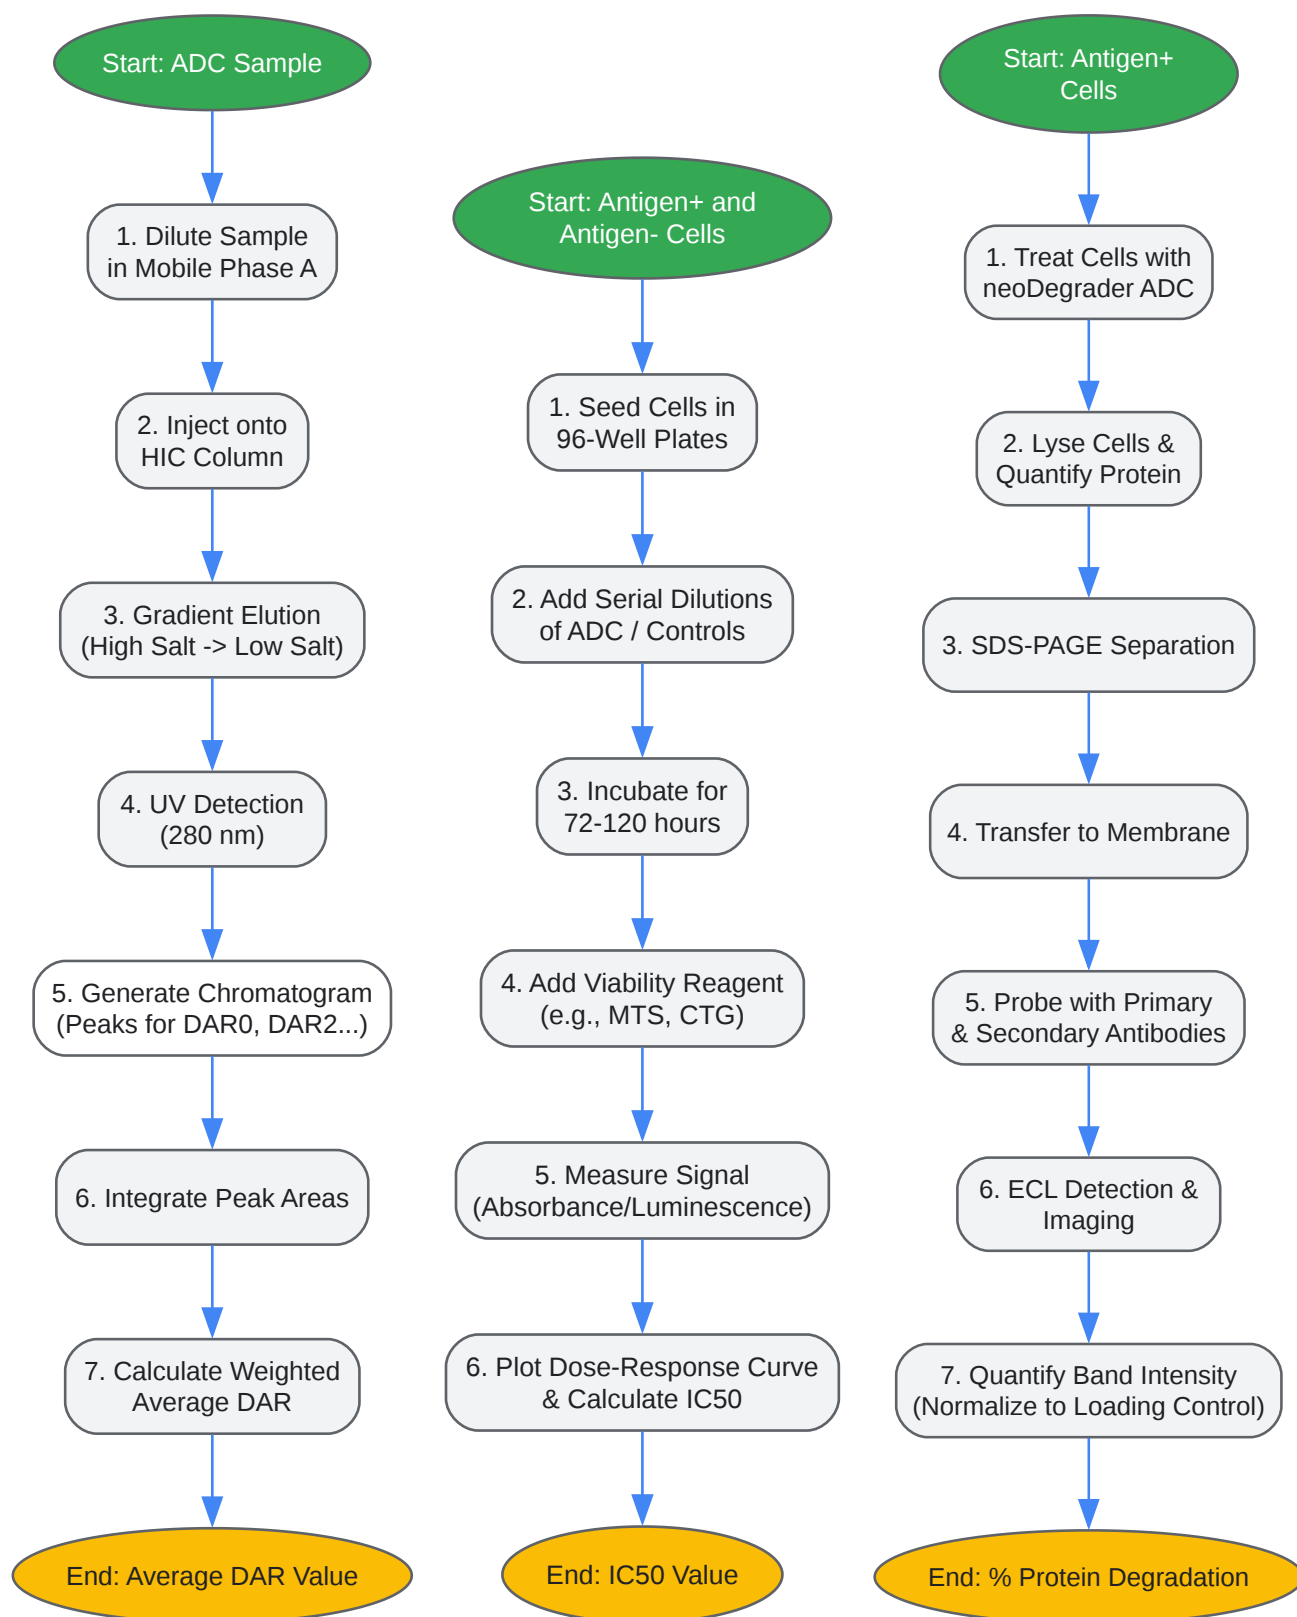 Start: ADC Sample
1. Dilute Sample
in Mobile Phase A
2. Inject onto
HIC Column
3. Gradient Elution
(High Salt -> Low Salt)
4. UV Detection
(280 nm)
5. Generate Chromatogram
(Peaks for DAR0, DAR2...)
6. Integrate Peak Areas
7. Calculate Weighted
Average DAR
End: Average DAR Value
Start: Antigen+ and
Antigen- Cells
1. Seed Cells in
96-Well Plates
2. Add Serial Dilutions
of ADC / Controls
3. Incubate for
72-120 hours
4. Add Viability Reagent
(e.g., MTS, CTG)
5. Measure Signal
(Absorbance/Luminescence)
6. Plot Dose-Response Curve
& Calculate IC50
End: IC50 Value
Start: Antigen+
Cells
1. Treat Cells with
neoDegrader ADC
2. Lyse Cells &
Quantify Protein
3. SDS-PAGE Separation
4. Transfer to Membrane
5. Probe with Primary
& Secondary Antibodies
6. ECL Detection &
Imaging
7. Quantify Band Intensity
(Normalize to Loading Control)
End: % Protein Degradation